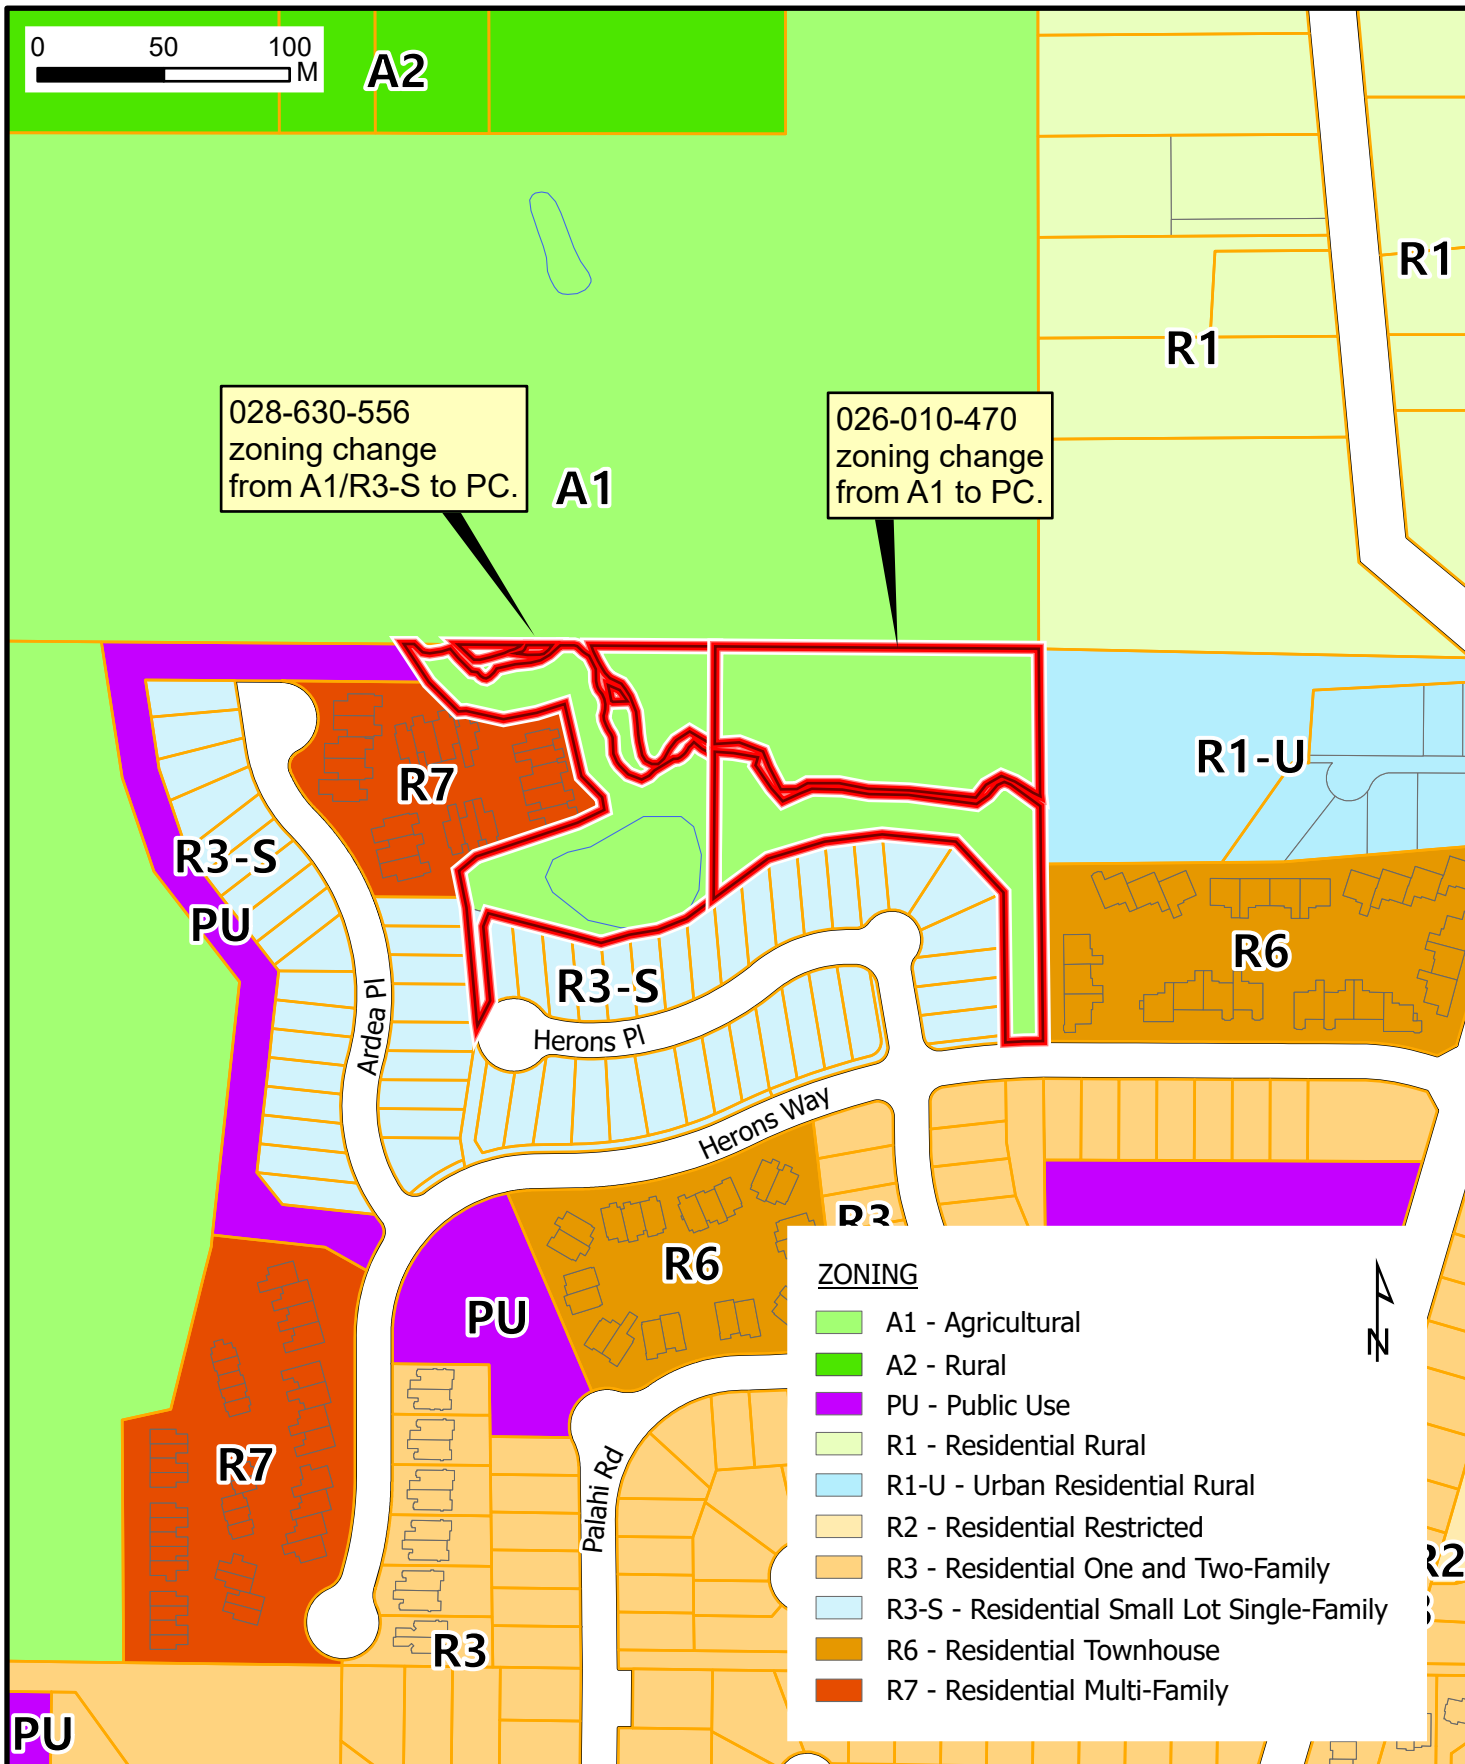 0 50 100
M
A2
R1
R1
028-630-556
zoning change
from A1/R3-S to PC.
A1
026-010-470
zoning change
from A1 to PC.
R1-U
R7
R3-S
PU
R6
R3-S
Ardea Pl
Herons Pl
Herons Way
R3
R6
PU
R7
Palahi Rd
R3
PU
R2
ZONING
N
A1 - Agricultural
A2 - Rural
PU - Public Use
R1 - Residential Rural
R1-U - Urban Residential Rural
R2 - Residential Restricted
R3 - Residential One and Two-Family
R3-S - Residential Small Lot Single-Family
R6 - Residential Townhouse
R7 - Residential Multi-Family